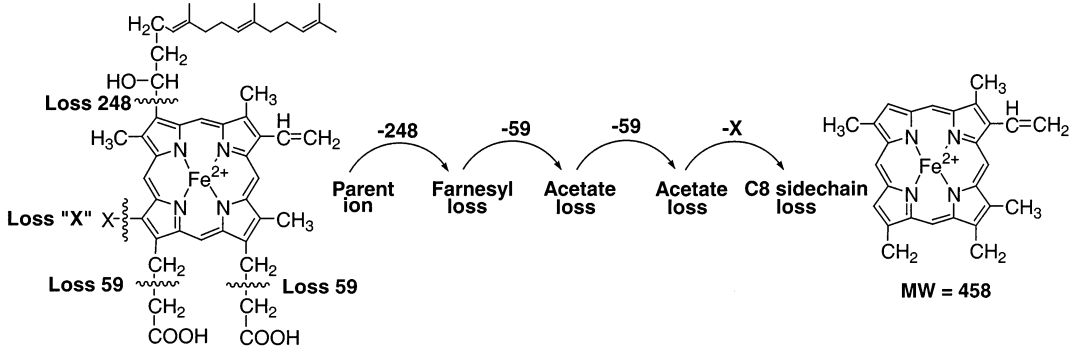 H₂C
CH₂
HO CH
Loss 248
CH₃
H₃C
H
C=CH₂
N N
Fe²⁺
N N
Loss "X" X
CH₃
CH₂ CH₂
Loss 59 Loss 59
CH₂ CH₂
COOH COOH
-248 -59 -59 -X
Parent ion
Farnesyl loss
Acetate loss
Acetate loss
C8 sidechain loss
CH₃
H₃C
H
C=CH₂
N N
Fe²⁺
N N
CH₃
CH₂ CH₂
MW = 458